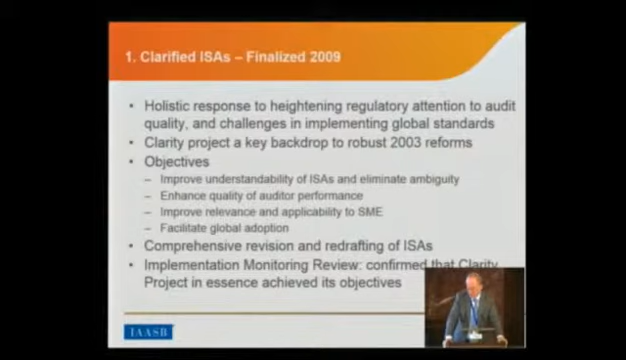 1. Clarified ISAs – Finalized 2009
• Holistic response to heightening regulatory attention to audit
quality, and challenges in implementing global standards
• Clarity project a key backdrop to robust 2003 reforms
• Objectives
– Improve understandability of ISAs and eliminate ambiguity
– Enhance quality of auditor performance
– Improve relevance and applicability to SME
– Facilitate global adoption
• Comprehensive revision and redrafting of ISAs
• Implementation Monitoring Review: confirmed that Clarity
Project in essence achieved its objectives
IAASB